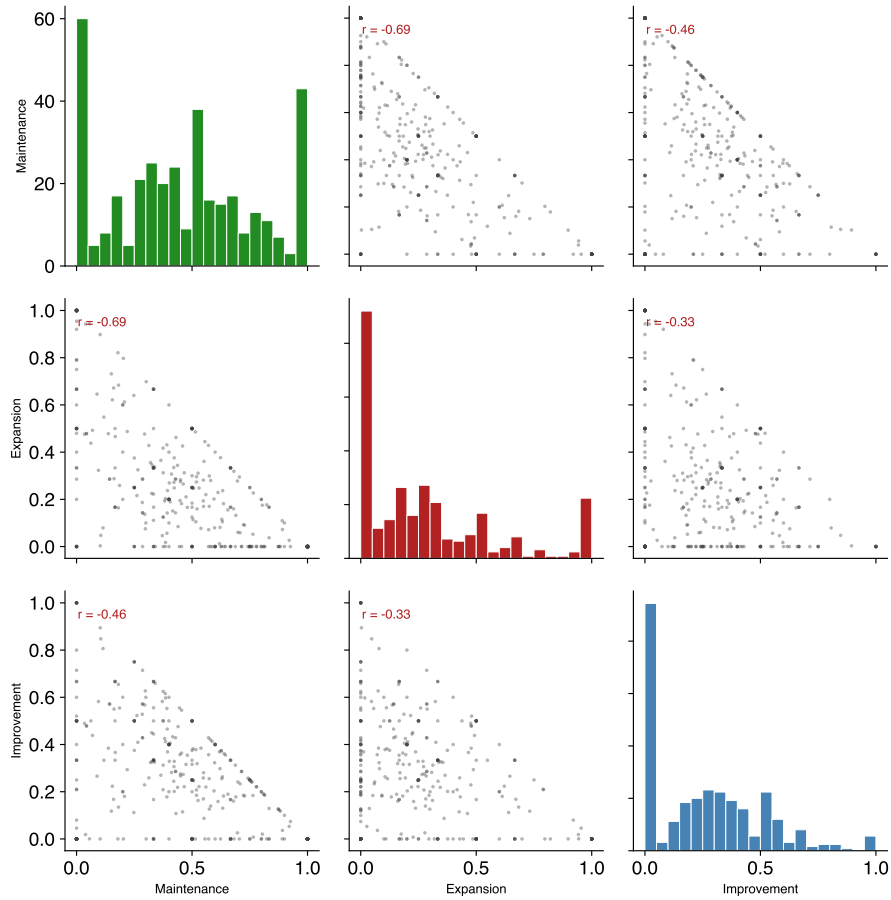 60
40
20
0
Maintenance
r = -0.69
r = -0.46
1.0
0.8
0.6
0.4
0.2
0.0
Expansion
r = -0.69
r = -0.33
1.0
0.8
0.6
0.4
0.2
0.0
Improvement
r = -0.46
r = -0.33
0.0 0.5 1.0
0.0 0.5 1.0
0.0 0.5 1.0
Maintenance
Expansion
Improvement